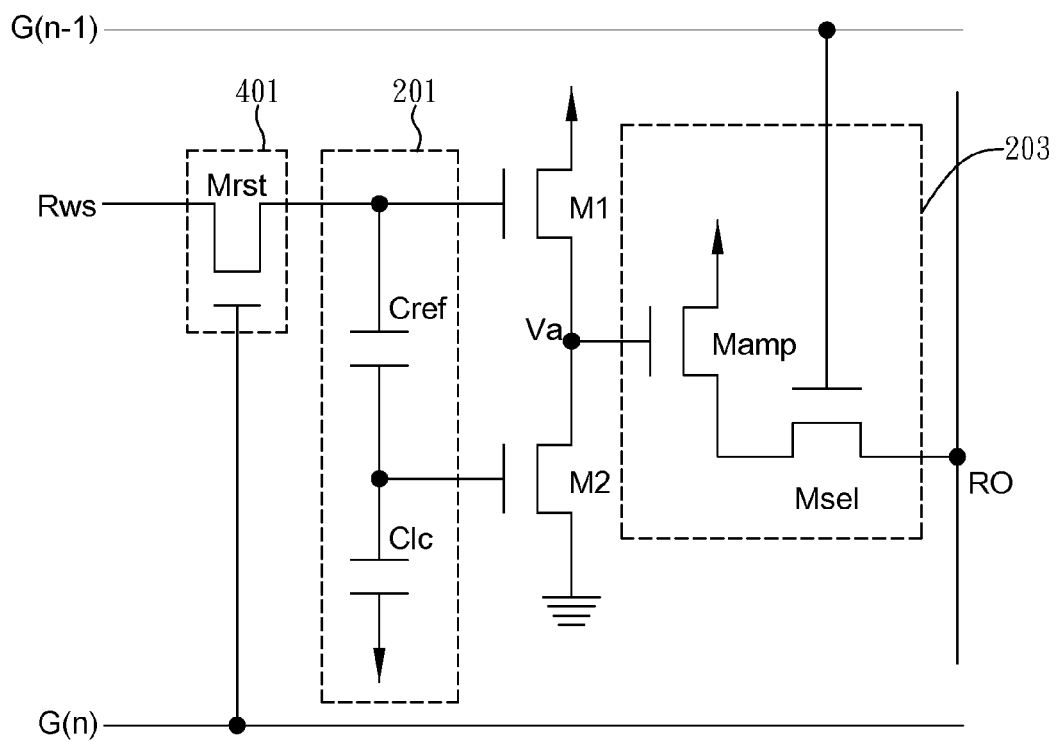 G(n-1)
401
201
203
Mrst
Rws
M1
Cref
Va
Mamp
M2
Msel
RO
Clc
G(n)